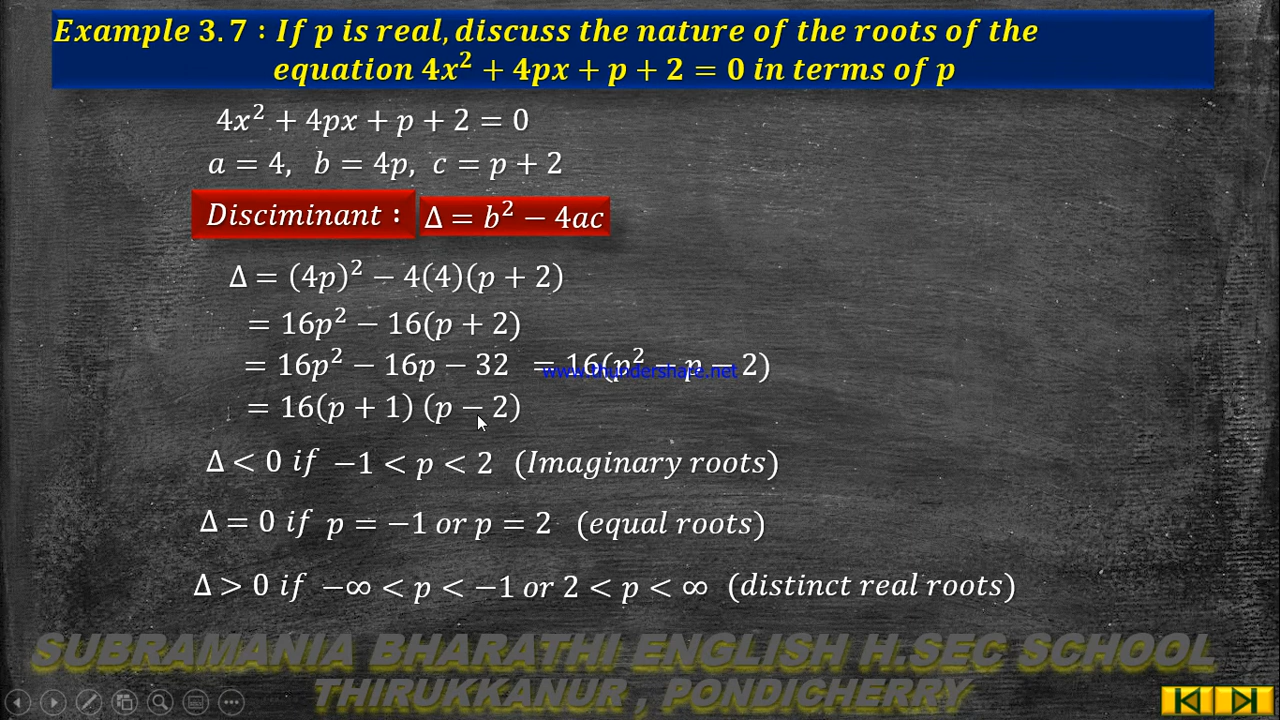 Example 3.7 : If p is real, discuss the nature of the roots of the
equation 4x² + 4px + p + 2 = 0 in terms of p
4x² + 4px + p + 2 = 0
a = 4, b = 4p, c = p + 2
Disciminant : Δ = b² − 4ac
Δ = (4p)² − 4(4)(p + 2)
= 16p² − 16(p + 2)
= 16p² − 16p − 32 = 16(p² − p − 2)
www.thundershare.net
= 16(p + 1) (p − 2)
Δ < 0 if −1 < p < 2 (Imaginary roots)
Δ = 0 if p = −1 or p = 2 (equal roots)
Δ > 0 if −∞ < p < −1 or 2 < p < ∞ (distinct real roots)
SUBRAMANIA BHARATHI ENGLISH H.SEC SCHOOL
THIRUKKANUR , PONDICHERRY